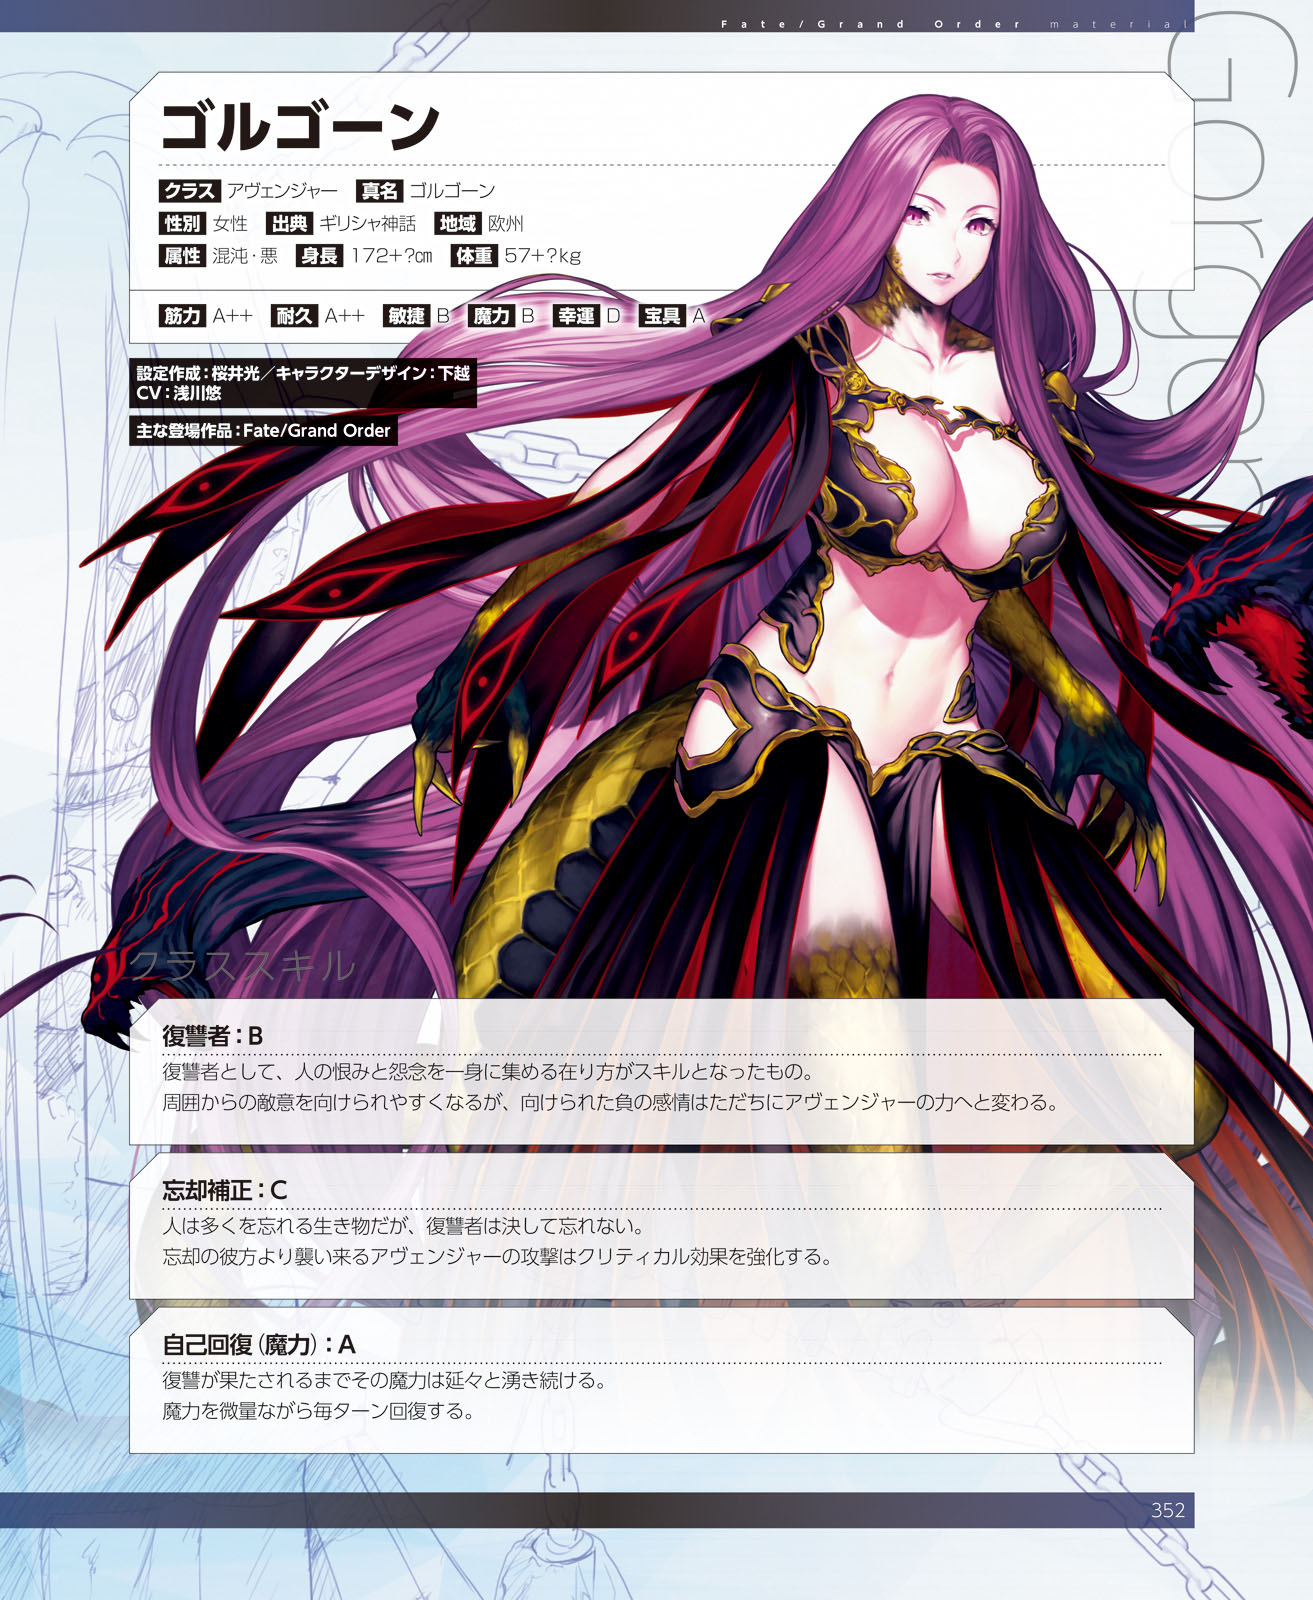 Fate/Grand Order material
Gorgon
ゴルゴーン
クラス アヴェンジャー 真名 ゴルゴーン
性別 女性 出典 ギリシャ神話 地域 欧州
属性 混沌・悪 身長 172+?cm 体重 57+?kg
筋力 A++ 耐久 A++ 敏捷 B 魔力 B 幸運 D 宝具 A
設定作成：桜井光／キャラクターデザイン：下越
CV：浅川悠
主な登場作品：Fate/Grand Order
クラススキル
復讐者：B
復讐者として、人の恨みと怨念を一身に集める在り方がスキルとなったもの。
周囲からの敵意を向けられやすくなるが、向けられた負の感情はただちにアヴェンジャーの力へと変わる。
忘却補正：C
人は多くを忘れる生き物だが、復讐者は決して忘れない。
忘却の彼方より襲い来るアヴェンジャーの攻撃はクリティカル効果を強化する。
自己回復（魔力）：A
復讐が果たされるまでその魔力は延々と湧き続ける。
魔力を微量ながら毎ターン回復する。
352